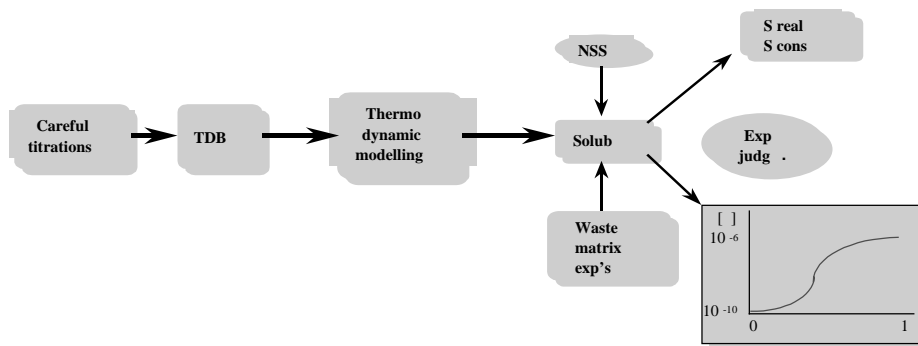 Careful
titrations
TDB
Thermo
dynamic
modelling
NSS
Solub
Waste
matrix
exp's
S real
S cons
Exp
judg .
[ ]
10 -6
10 -10
0 1